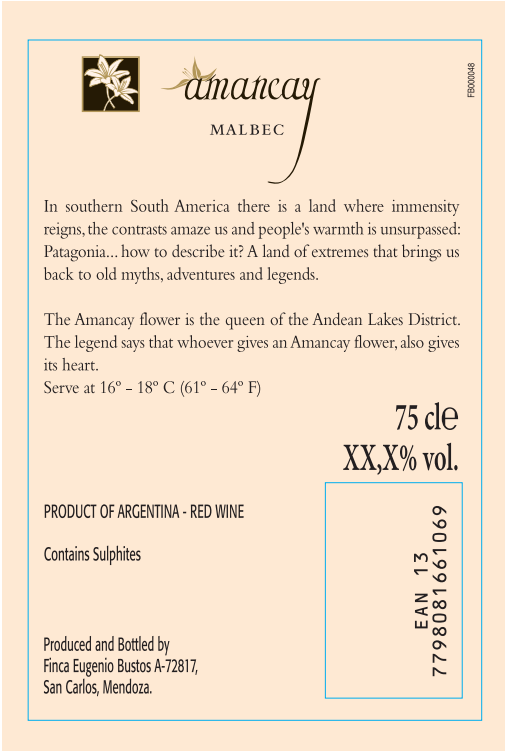 amancay
MALBEC
FB000048
In southern South America there is a land where immensity
reigns, the contrasts amaze us and people's warmth is unsurpassed:
Patagonia... how to describe it? A land of extremes that brings us
back to old myths, adventures and legends.
The Amancay flower is the queen of the Andean Lakes District.
The legend says that whoever gives an Amancay flower, also gives
its heart.
Serve at 16º – 18º C (61º – 64º F)
75 cle
XX,X% vol.
PRODUCT OF ARGENTINA - RED WINE
Contains Sulphites
Produced and Bottled by
Finca Eugenio Bustos A-72817,
San Carlos, Mendoza.
EAN 13
7798081661069